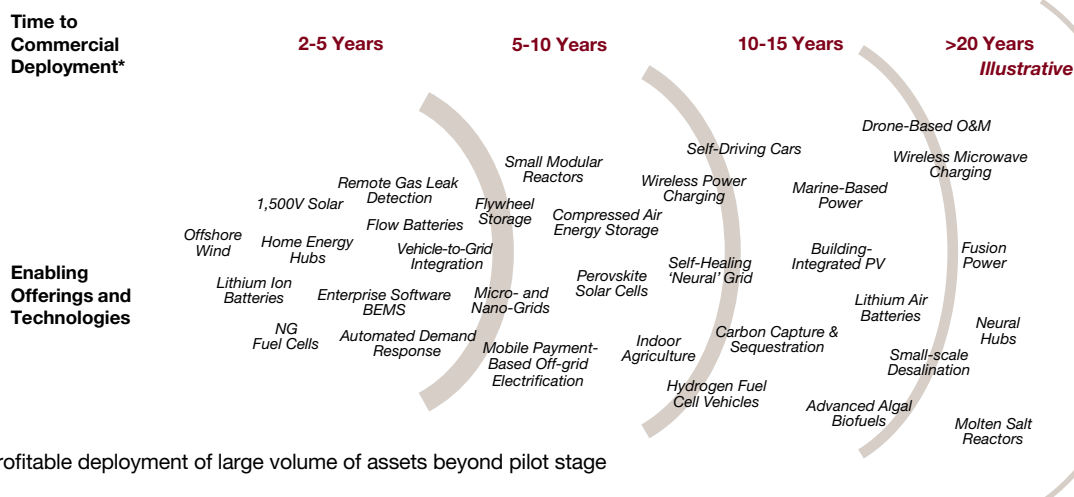 Time to
Commercial
Deployment*
2-5 Years
5-10 Years
10-15 Years
>20 Years
Illustrative
Enabling
Offerings and
Technologies
Offshore
Wind
1,500V Solar
Home Energy
Hubs
Lithium Ion
Batteries
NG
Fuel Cells
Remote Gas Leak
Detection
Flow Batteries
Vehicle-to-Grid
Integration
Enterprise Software
BEMS
Automated Demand
Response
Small Modular
Reactors
Flywheel
Storage
Compressed Air
Energy Storage
Perovskite
Solar Cells
Micro- and
Nano-Grids
Mobile Payment-
Based Off-grid
Electrification
Indoor
Agriculture
Self-Driving Cars
Wireless Power
Charging
Self-Healing
'Neural' Grid
Hydrogen Fuel
Cell Vehicles
Marine-Based
Power
Building-
Integrated PV
Lithium Air
Batteries
Carbon Capture &
Sequestration
Advanced Algal
Biofuels
Small-scale
Desalination
Drone-Based O&M
Wireless Microwave
Charging
Fusion
Power
Neural
Hubs
Molten Salt
Reactors
deployment of large volume of assets beyond pilot stage